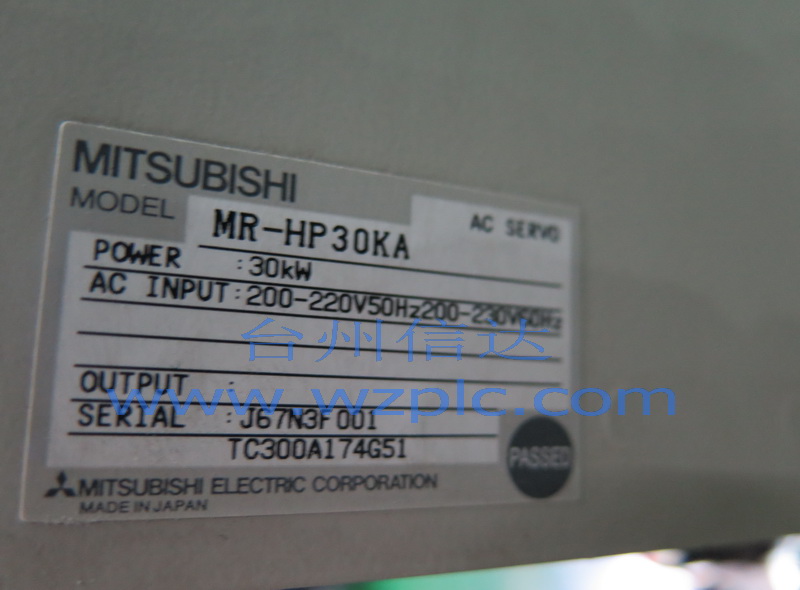 MITSUBISHI
MODEL MR-HP30KA AC SERVO
POWER :30kW
AC INPUT:200-220V50Hz200-230V60Hz
台州信达
OUTPUT :
www.wzplc.com
SERIAL :J67N3F001
TC300A174G51
PASSED
MITSUBISHI ELECTRIC CORPORATION
MADE IN JAPAN